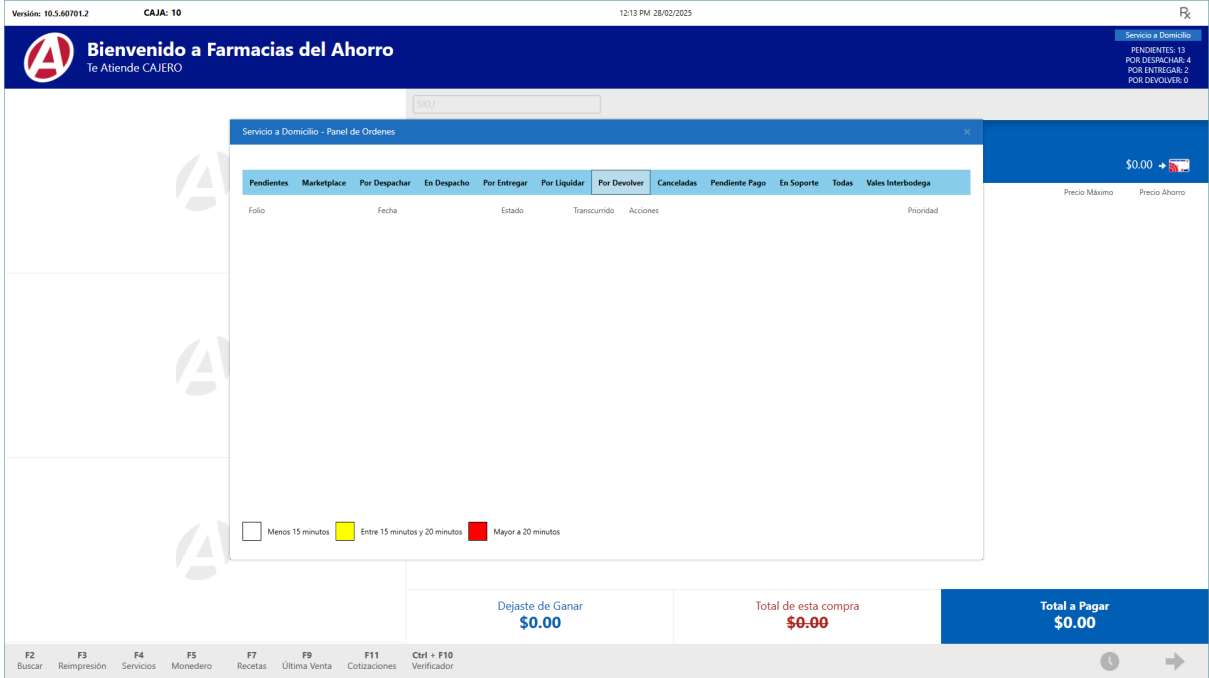 Versión: 10.5.60701.2 CAJA: 10 12:13 PM 28/02/2025
Bienvenido a Farmacias del Ahorro
Te Atiende CAJERO
Servicio a Domicilio
PENDIENTES: 13
POR DESPACHAR: 4
POR ENTREGAR: 2
POR DEVOLVER: 0
SKU
Servicio a Domicilio - Panel de Ordenes
$0.00
Pendientes Marketplace Por Despachar En Despacho Por Entregar Por Liquidar Por Devolver Canceladas Pendiente Pago En Soporte Todas Vales Interbodega
Precio Máximo Precio Ahorro
Folio Fecha Estado Transcurrido Acciones Prioridad
Menos 15 minutos Entre 15 minutos y 20 minutos Mayor a 20 minutos
Dejaste de Ganar Total de esta compra Total a Pagar
$0.00 $0.00 $0.00
F2 F3 F4 F5 F7 F9 F11 Ctrl + F10
Buscar Reimpresión Servicios Monedero Recetas Última Venta Cotizaciones Verificador